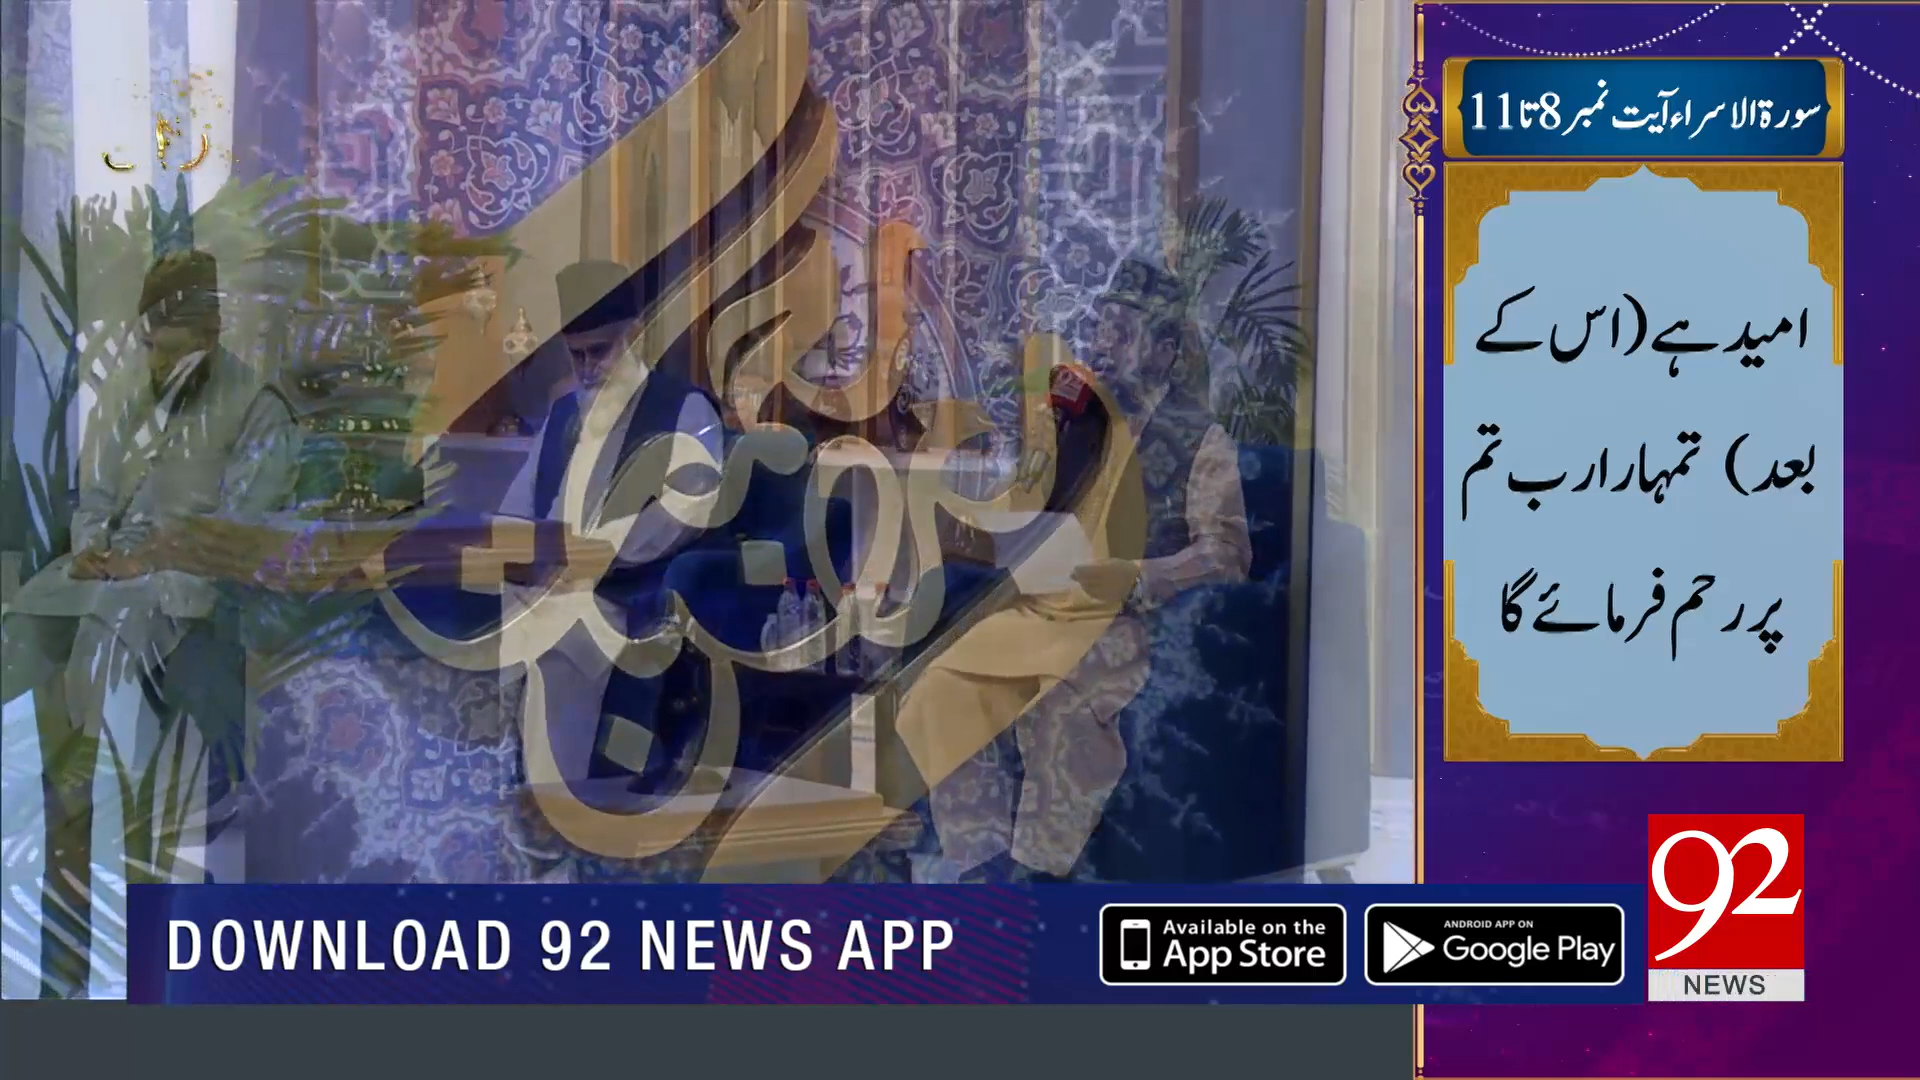 سورۃ الاسراء آیت نمبر 8 تا 11
امید ہے (اس کے
بعد) تمہارا رب تم
پر رحم فرمائے گا
DOWNLOAD 92 NEWS APP
Available on the
App Store
ANDROID APP ON
Google Play
92
NEWS